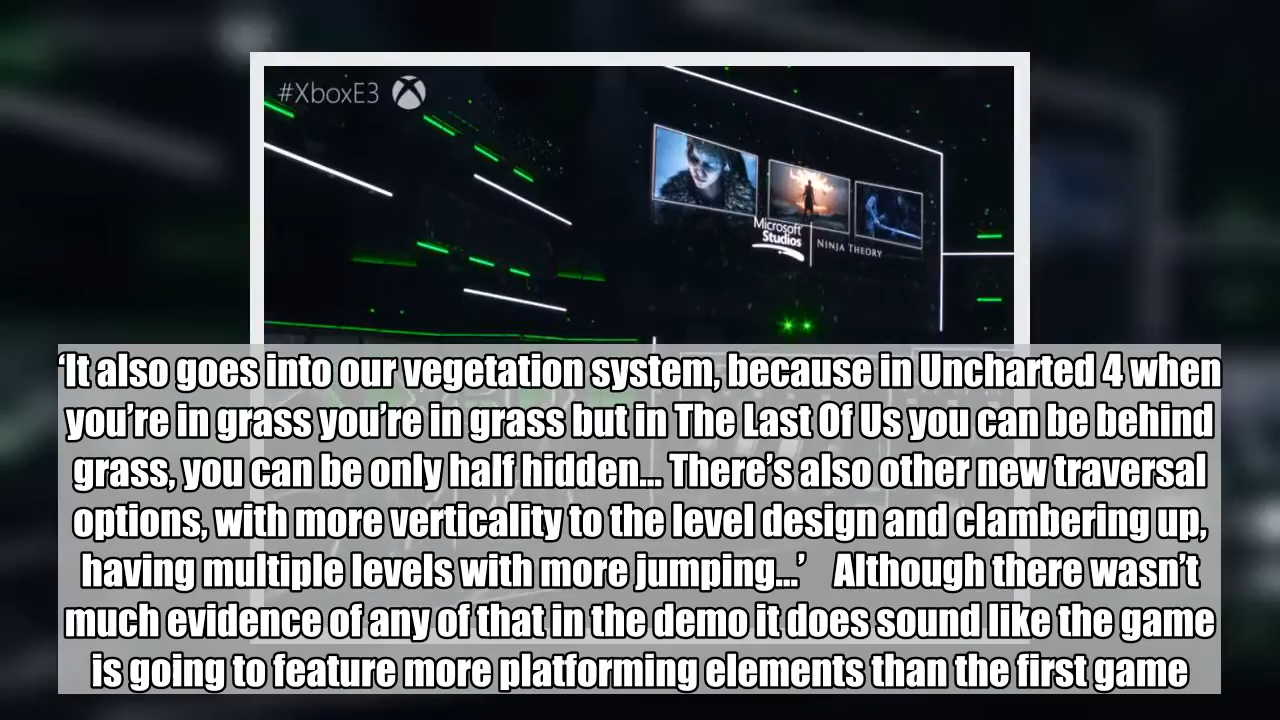 #XboxE3
Microsoft
Studios
NINJA THEORY
‘It also goes into our vegetation system, because in Uncharted 4 when
you’re in grass you’re in grass but in The Last Of Us you can be behind
grass, you can be only half hidden... There’s also other new traversal
options, with more verticality to the level design and clambering up,
having multiple levels with more jumping...’ Although there wasn’t
much evidence of any of that in the demo it does sound like the game
is going to feature more platforming elements than the first game